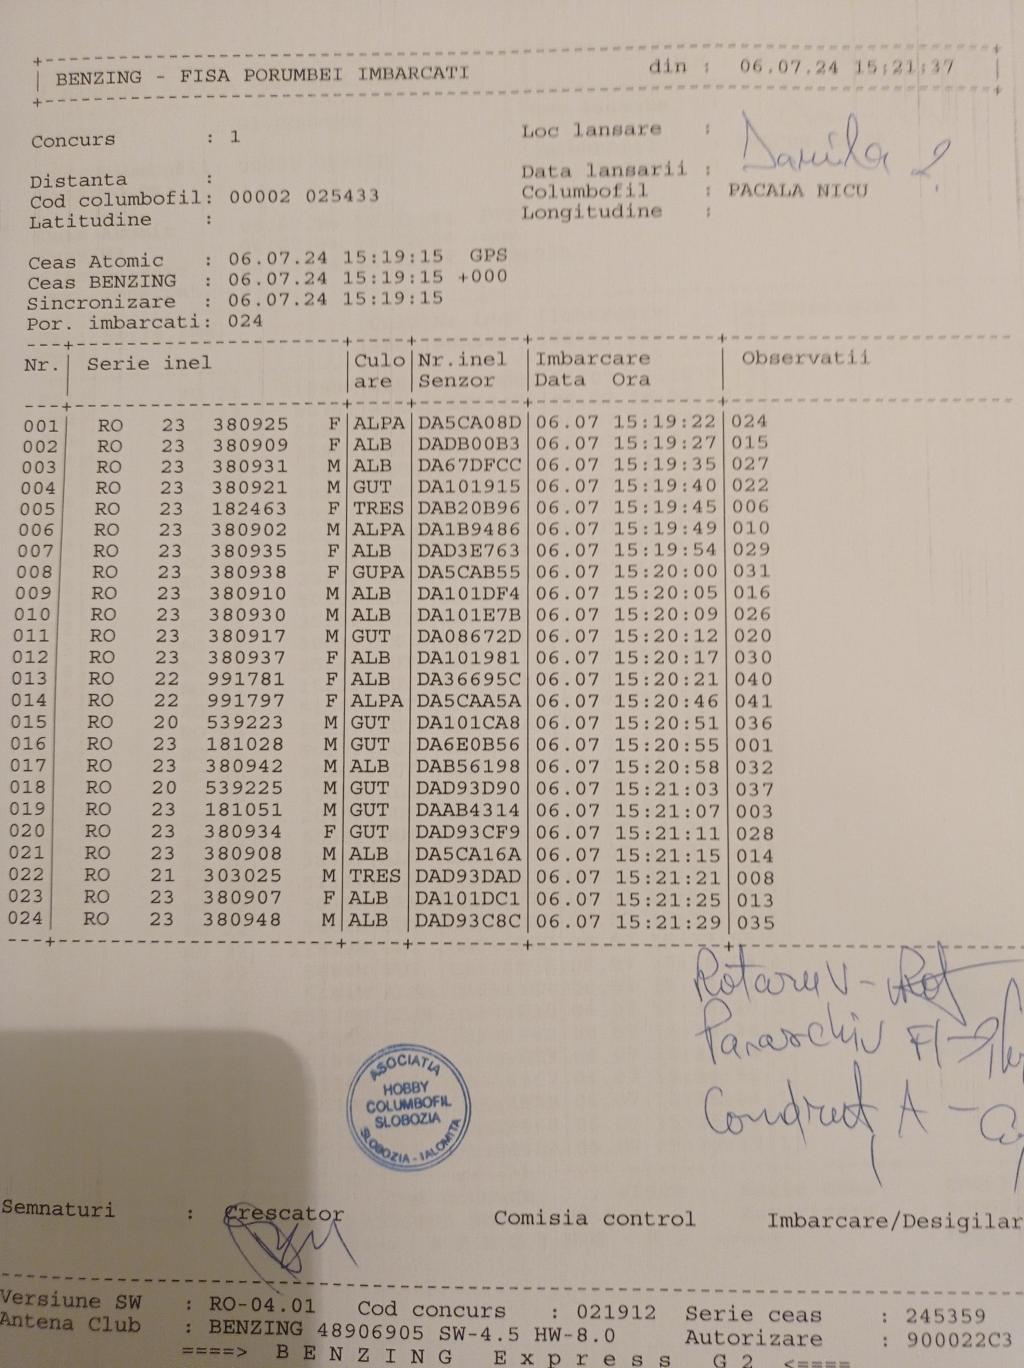 BENZING - FISA PORUMBEI IMBARCATI din : 06.07.24 15:21:37
Concurs : 1 Loc lansare : Danila 2
Distanta : Data lansarii :
Cod columbofil: 00002 025433 Columbofil : PACALA NICU
Latitudine : Longitudine :
Ceas Atomic : 06.07.24 15:19:15 GPS
Ceas BENZING : 06.07.24 15:19:15 +000
Sincronizare : 06.07.24 15:19:15
Por. imbarcati: 024
Nr. Serie inel Culo Nr.inel Imbarcare Observatii
are Senzor Data Ora
001 RO 23 380925 F ALPA DA5CA08D 06.07 15:19:22 024
002 RO 23 380909 F ALB DADB00B3 06.07 15:19:27 015
003 RO 23 380931 M ALB DA67DFCC 06.07 15:19:35 027
004 RO 23 380921 M GUT DA101915 06.07 15:19:40 022
005 RO 23 182463 F TRES DAB20B96 06.07 15:19:45 006
006 RO 23 380902 M ALPA DA1B9486 06.07 15:19:49 010
007 RO 23 380935 F ALB DAD3E763 06.07 15:19:54 029
008 RO 23 380938 F GUPA DA5CAB55 06.07 15:20:00 031
009 RO 23 380910 M ALB DA101DF4 06.07 15:20:05 016
010 RO 23 380930 M ALB DA101E7B 06.07 15:20:09 026
011 RO 23 380917 M GUT DA08672D 06.07 15:20:12 020
012 RO 23 380937 F ALB DA101981 06.07 15:20:17 030
013 RO 22 991781 F ALB DA36695C 06.07 15:20:21 040
014 RO 22 991797 F ALPA DA5CAA5A 06.07 15:20:46 041
015 RO 20 539223 M GUT DA101CA8 06.07 15:20:51 036
016 RO 23 181028 M GUT DA6E0B56 06.07 15:20:55 001
017 RO 23 380942 M ALB DAB56198 06.07 15:20:58 032
018 RO 20 539225 M GUT DAD93D90 06.07 15:21:03 037
019 RO 23 181051 M GUT DAAB4314 06.07 15:21:07 003
020 RO 23 380934 F GUT DAD93CF9 06.07 15:21:11 028
021 RO 23 380908 M ALB DA5CA16A 06.07 15:21:15 014
022 RO 21 303025 M TRES DAD93DAD 06.07 15:21:21 008
023 RO 23 380907 F ALB DA101DC1 06.07 15:21:25 013
024 RO 23 380948 M ALB DAD93C8C 06.07 15:21:29 035
Rotaru V -
Paraschiv Fl -
Condruț A -
ASOCIATIA
HOBBY
COLUMBOFIL
SLOBOZIA
SLOBOZIA - IALOMITA
Semnaturi : Crescator Comisia control Imbarcare/Desigilar
Versiune SW : RO-04.01 Cod concurs : 021912 Serie ceas : 245359
Antena Club : BENZING 48906905 SW-4.5 HW-8.0 Autorizare : 900022C3
====> B E N Z I N G E x p r e s s G 2 <====